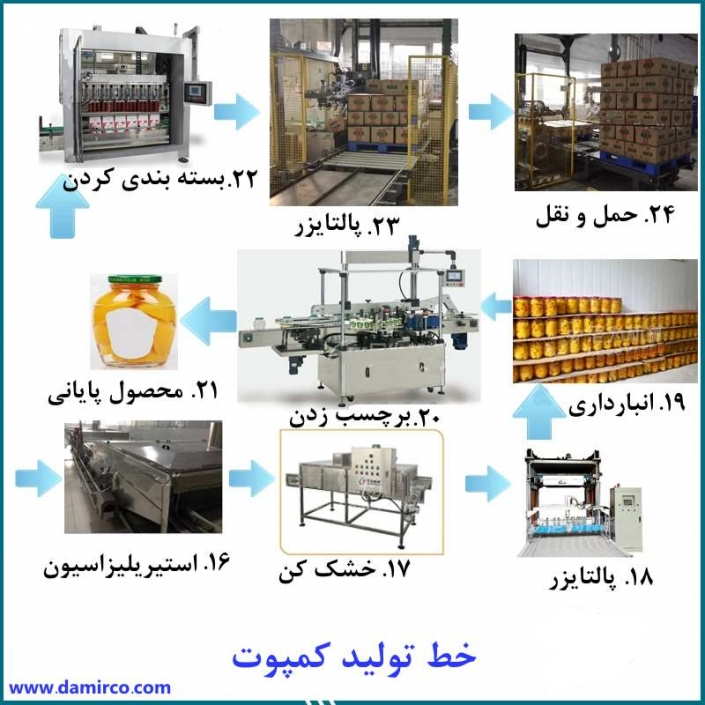 ۲۲. بسته بندی کردن
۲۳. پالتایزر
۲۴. حمل و نقل
۲۱. محصول پایانی
۲۰. برچسب زدن
۱۹. انبارداری
۱۶. استیریلیزاسیون
۱۷. خشک کن
۱۸. پالتایزر
خط تولید کمپوت
www.damirco.com